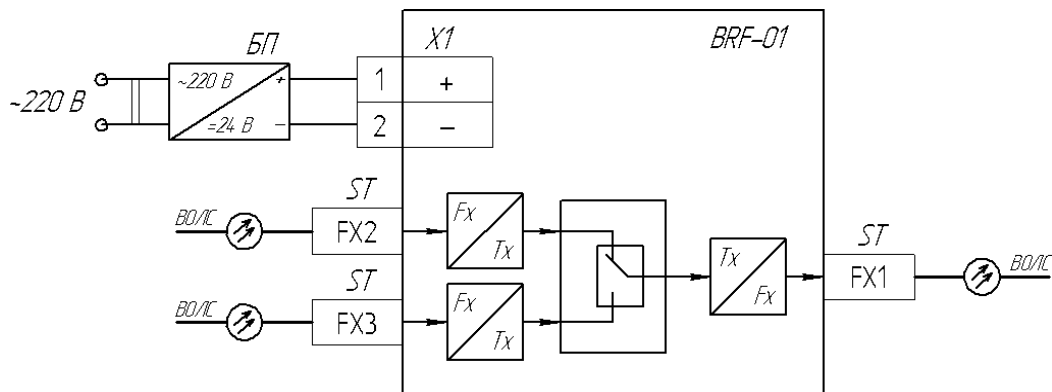 БП
X1
BRF-01
~220 В
~220 В
+
=24 В
–
1
+
2
–
ST
ВОЛС
FX2
Fx
Tx
ST
ВОЛС
FX3
Fx
Tx
Tx
Fx
ST
FX1
ВОЛС